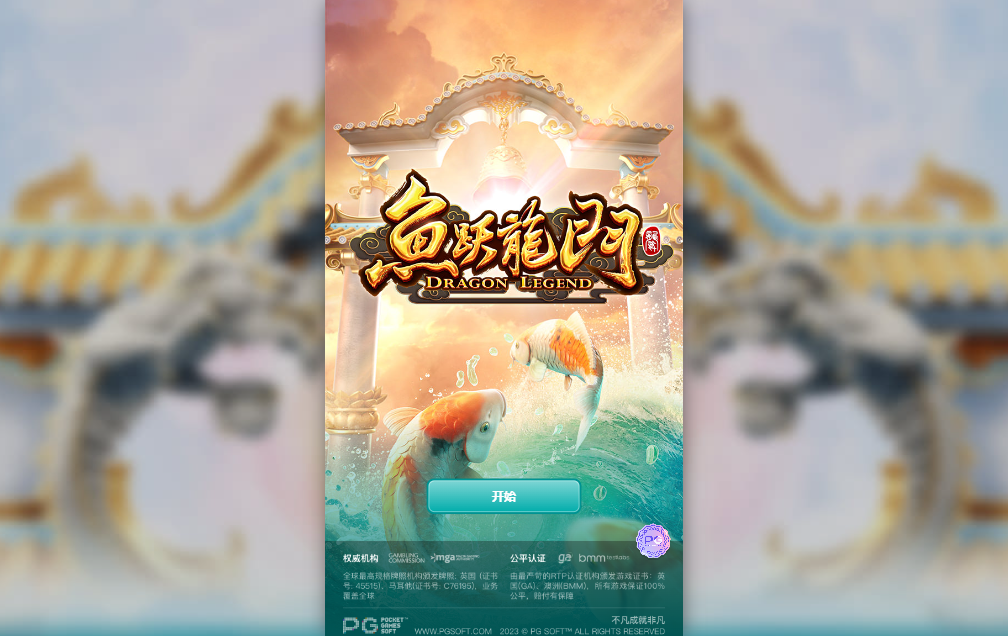 魚跃龍門
DRAGON LEGEND
开始
权威机构
GAMBLING COMMISSION
mga
公平认证
ga
bmm testlabs
全球最高规格牌照机构颁发牌照: 英国 (证书
号: 45515)、马耳他(证书号: C76195)、业务
覆盖全球
由最严苛的RTP认证机构颁发游戏证书: 英
国(GA)、澳洲(BMM)、所有游戏保证100%
公平、赔付有保障
PG POCKET GAMES SOFT
不凡成就非凡
WWW.PGSOFT.COM 2023 © PG SOFT™ ALL RIGHTS RESERVED